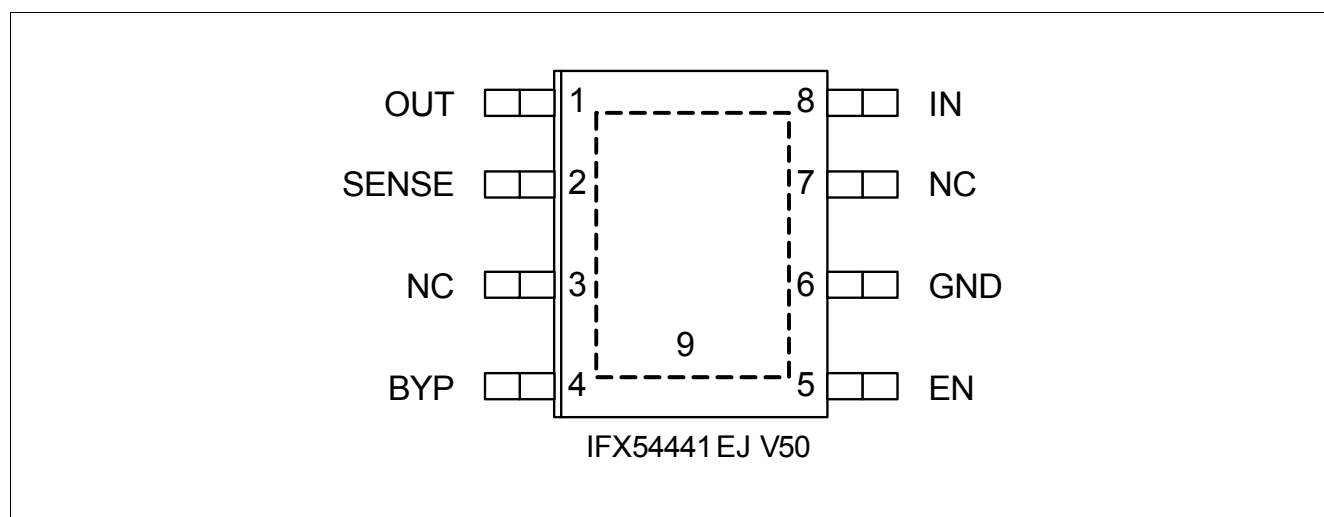 OUT 1 8 IN
SENSE 2 7 NC
NC 3 6 GND
9
BYP 4 5 EN
IFX54441EJ V50